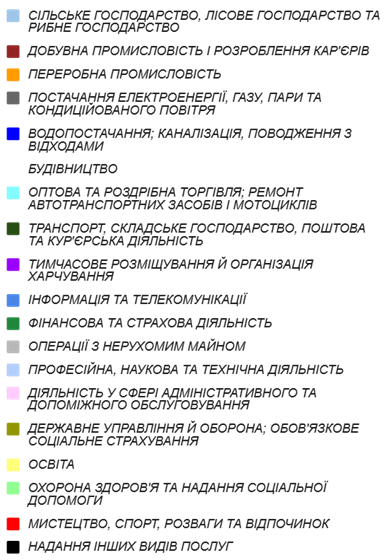 СІЛЬСЬКЕ ГОСПОДАРСТВО, ЛІСОВЕ ГОСПОДАРСТВО ТА
РИБНЕ ГОСПОДАРСТВО
ДОБУВНА ПРОМИСЛОВІСТЬ І РОЗРОБЛЕННЯ КАР'ЄРІВ
ПЕРЕРОБНА ПРОМИСЛОВІСТЬ
ПОСТАЧАННЯ ЕЛЕКТРОЕНЕРГІЇ, ГАЗУ, ПАРИ ТА
КОНДИЦІЙОВАНОГО ПОВІТРЯ
ВОДОПОСТАЧАННЯ; КАНАЛІЗАЦІЯ, ПОВОДЖЕННЯ З
ВІДХОДАМИ
БУДІВНИЦТВО
ОПТОВА ТА РОЗДРІБНА ТОРГІВЛЯ; РЕМОНТ
АВТОТРАНСПОРТНИХ ЗАСОБІВ І МОТОЦИКЛІВ
ТРАНСПОРТ, СКЛАДСЬКЕ ГОСПОДАРСТВО, ПОШТОВА
ТА КУР'ЄРСЬКА ДІЯЛЬНІСТЬ
ТИМЧАСОВЕ РОЗМІЩУВАННЯ Й ОРГАНІЗАЦІЯ
ХАРЧУВАННЯ
ІНФОРМАЦІЯ ТА ТЕЛЕКОМУНІКАЦІЇ
ФІНАНСОВА ТА СТРАХОВА ДІЯЛЬНІСТЬ
ОПЕРАЦІЇ З НЕРУХОМИМ МАЙНОМ
ПРОФЕСІЙНА, НАУКОВА ТА ТЕХНІЧНА ДІЯЛЬНІСТЬ
ДІЯЛЬНІСТЬ У СФЕРІ АДМІНІСТРАТИВНОГО ТА
ДОПОМІЖНОГО ОБСЛУГОВУВАННЯ
ДЕРЖАВНЕ УПРАВЛІННЯ Й ОБОРОНА; ОБОВ'ЯЗКОВЕ
СОЦІАЛЬНЕ СТРАХУВАННЯ
ОСВІТА
ОХОРОНА ЗДОРОВ'Я ТА НАДАННЯ СОЦІАЛЬНОЇ
ДОПОМОГИ
МИСТЕЦТВО, СПОРТ, РОЗВАГИ ТА ВІДПОЧИНОК
НАДАННЯ ІНШИХ ВИДІВ ПОСЛУГ